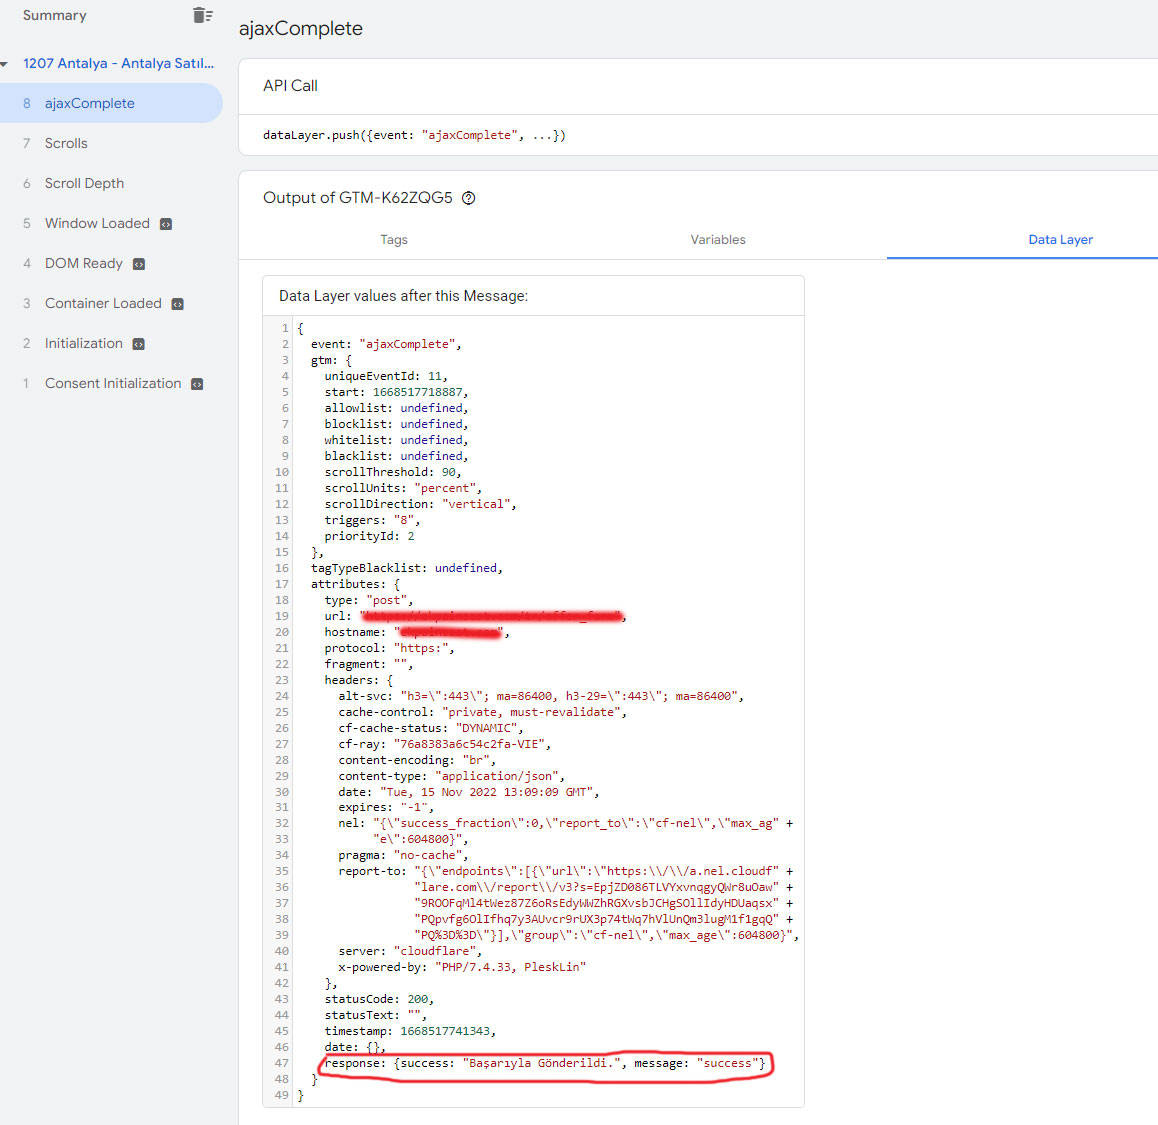 Summary
1207 Antalya - Antalya Satıl...
8 ajaxComplete
7 Scrolls
6 Scroll Depth
5 Window Loaded
4 DOM Ready
3 Container Loaded
2 Initialization
1 Consent Initialization
ajaxComplete
API Call
dataLayer.push({event: "ajaxComplete", ...})
Output of GTM-K62ZQG5
Tags Variables Data Layer
Data Layer values after this Message:
1 {
2 event: "ajaxComplete",
3 gtm: {
4 uniqueEventId: 11,
5 start: 1668517718887,
6 allowlist: undefined,
7 blocklist: undefined,
8 whitelist: undefined,
9 blacklist: undefined,
10 scrollThreshold: 90,
11 scrollUnits: "percent",
12 scrollDirection: "vertical",
13 triggers: "8",
14 priorityId: 2
15 },
16 tagTypeBlacklist: undefined,
17 attributes: {
18 type: "post",
19 url: "
20 hostname: "",
21 protocol: "https:",
22 fragment: "",
23 headers: {
24 alt-svc: "h3=\":443\"; ma=86400, h3-29=\":443\"; ma=86400",
25 cache-control: "private, must-revalidate",
26 cf-cache-status: "DYNAMIC",
27 cf-ray: "76a8383a6c54c2fa-VIE",
28 content-encoding: "br",
29 content-type: "application/json",
30 date: "Tue, 15 Nov 2022 13:09:09 GMT",
31 expires: "-1",
32 nel: "{\"success_fraction\":0,\"report_to\":\"cf-nel\",\"max_ag" +
33 "e\":604800}",
34 pragma: "no-cache",
35 report-to: "{\"endpoints\":[{\"url\":\"https:\\/\\/a.nel.cloudf" +
36 "lare.com\\/report\\/v3?s=EpjZD086TLVYxvnqgyQWr8uOaw" +
37 "9ROOFqMl4tWez87Z6oRsEdyWWZhRGXvsbJCHgSOllIdyHDUaqsx" +
38 "PQpvfg6OlIfhq7y3AUvcr9rUX3p74tWq7hVlUnQm3lugM1f1gqQ" +
39 "PQ%3D%3D\"}],\"group\":\"cf-nel\",\"max_age\":604800}",
40 server: "cloudflare",
41 x-powered-by: "PHP/7.4.33, PleskLin"
42 },
43 statusCode: 200,
44 statusText: "",
45 timestamp: 1668517741343,
46 date: {},
47 response: {success: "Başarıyla Gönderildi.", message: "success"}
48 }
49 }